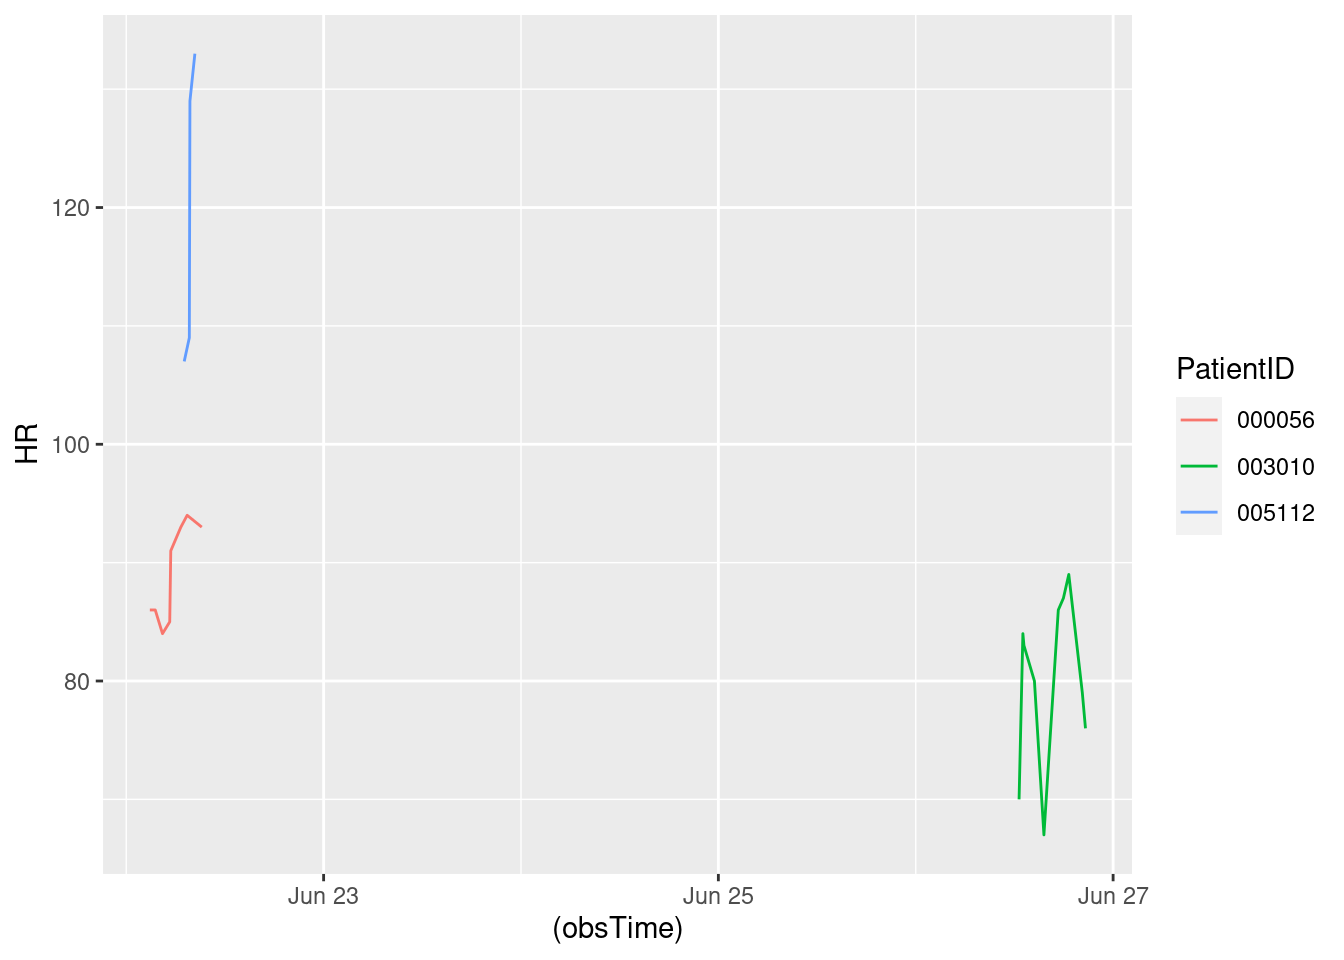 120
100
80
HR
Jun 23
Jun 25
Jun 27
(obsTime)
PatientID
000056
003010
005112